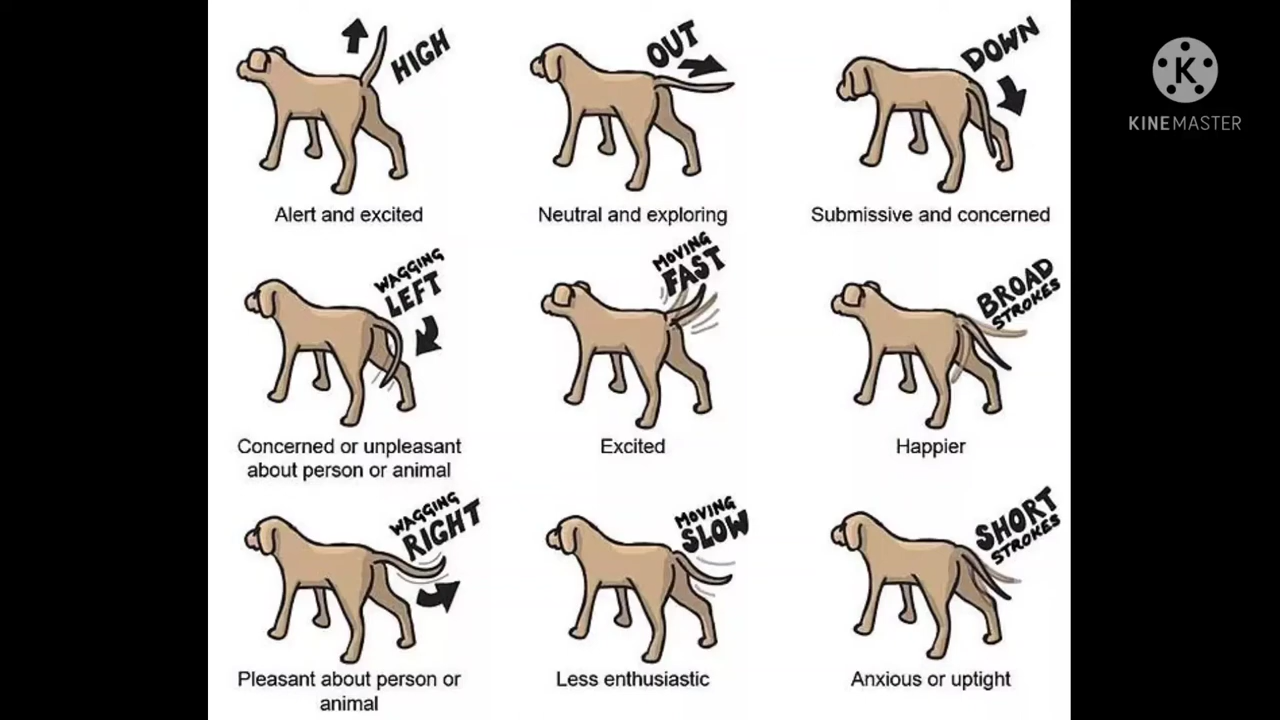 HIGH
Alert and excited
OUT
Neutral and exploring
DOWN
Submissive and concerned
K
KINEMASTER
WAGGING
LEFT
Concerned or unpleasant
about person or animal
MOVING
FAST
Excited
BROAD
STROKES
Happier
WAGGING
RIGHT
Pleasant about person or
animal
MOVING
SLOW
Less enthusiastic
SHORT
STROKES
Anxious or uptight